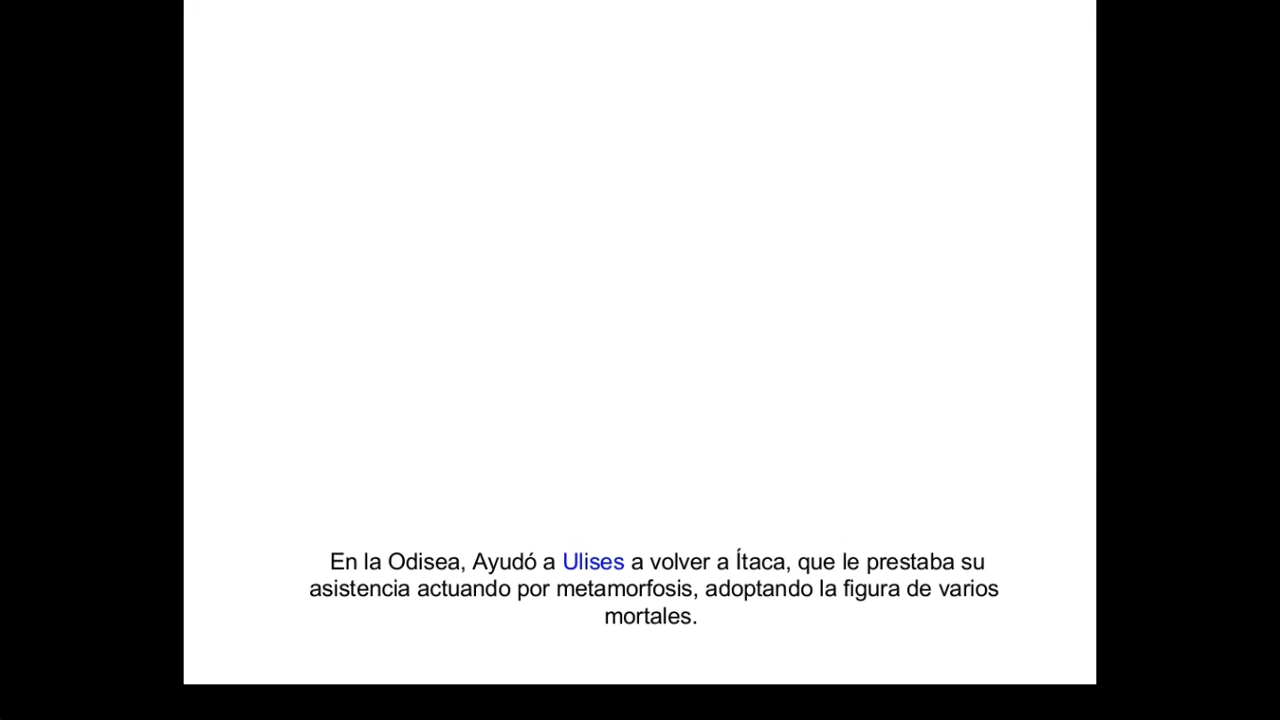 En la Odisea, Ayudó a Ulises a volver a Ítaca, que le prestaba su
asistencia actuando por metamorfosis, adoptando la figura de varios
mortales.